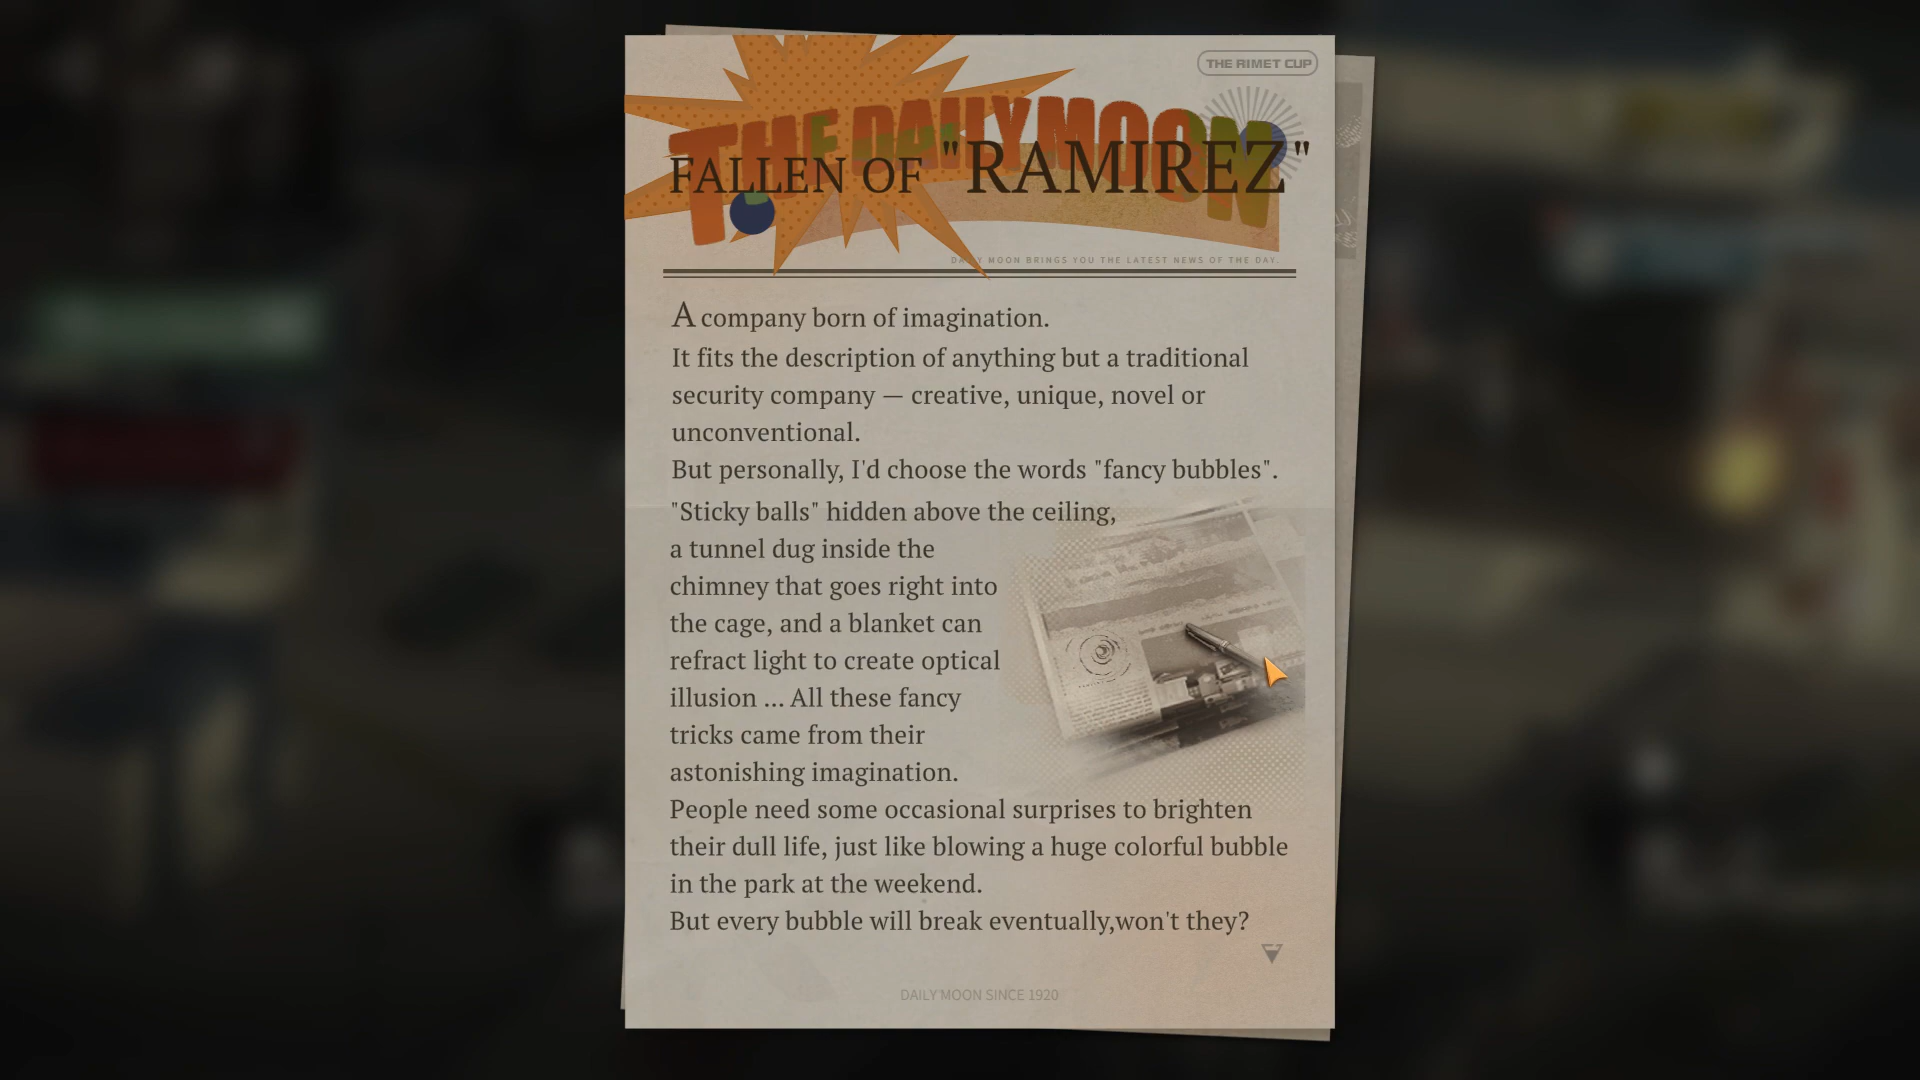 THE RIMET CUP
THE DAILY MOON
FALLEN OF "RAMIREZ"
DAILY MOON BRINGS YOU THE LATEST NEWS OF THE DAY.
A company born of imagination.
It fits the description of anything but a traditional
security company — creative, unique, novel or
unconventional.
But personally, I'd choose the words "fancy bubbles".
"Sticky balls" hidden above the ceiling,
a tunnel dug inside the
chimney that goes right into
the cage, and a blanket can
refract light to create optical
illusion ... All these fancy
tricks came from their
astonishing imagination.
People need some occasional surprises to brighten
their dull life, just like blowing a huge colorful bubble
in the park at the weekend.
But every bubble will break eventually,won't they?
DAILY MOON SINCE 1920